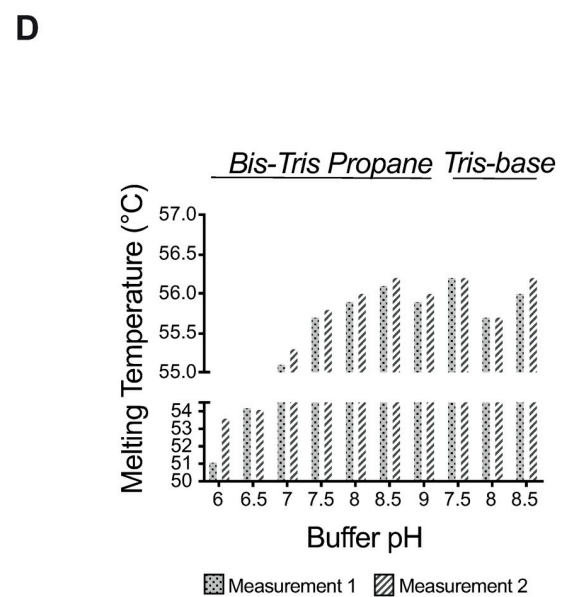 D
Bis-Tris Propane Tris-base
Melting Temperature (°C)
57.0
56.5
56.0
55.5
55.0
54
53
52
51
50
6 6.5 7 7.5 8 8.5 9 7.5 8 8.5
Buffer pH
Measurement 1 Measurement 2